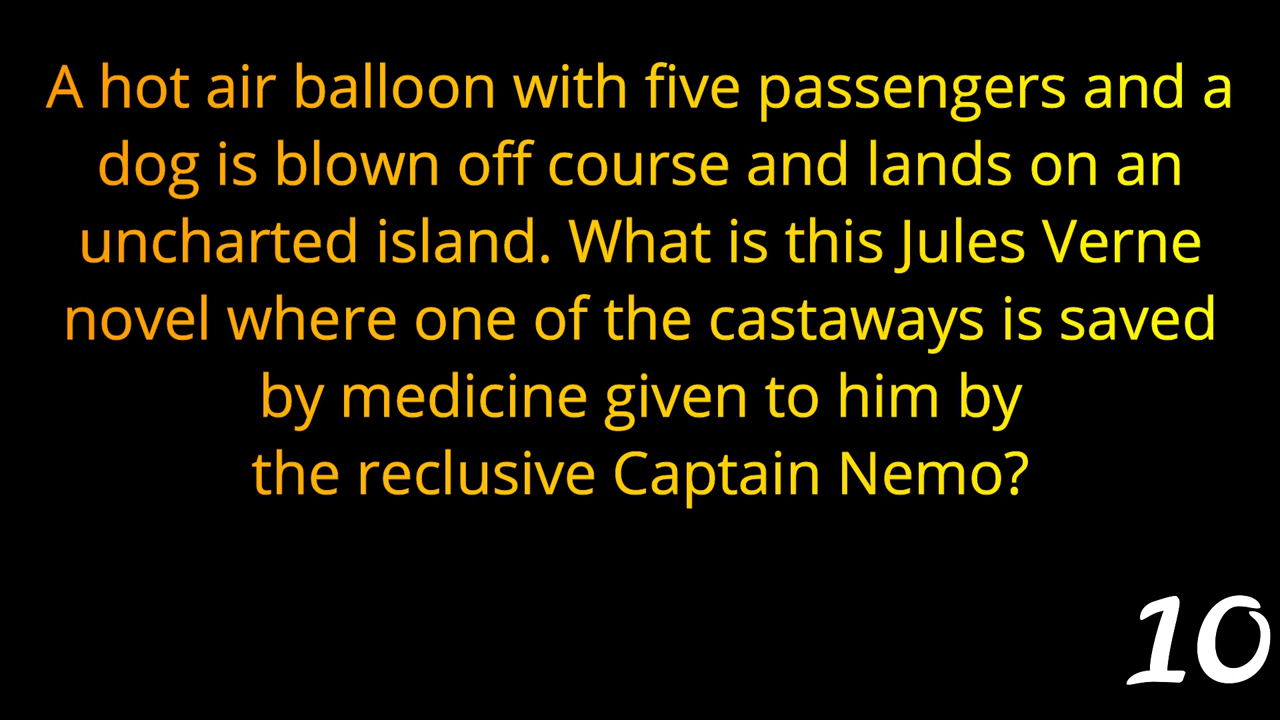 A hot air balloon with five passengers and a
dog is blown off course and lands on an
uncharted island. What is this Jules Verne
novel where one of the castaways is saved
by medicine given to him by
the reclusive Captain Nemo?
10